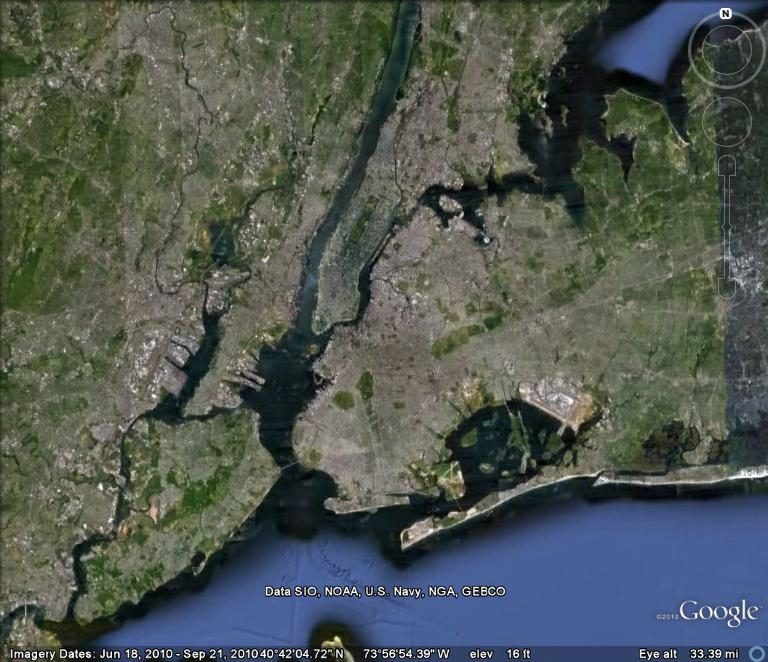 N
Data SIO, NOAA, U.S. Navy, NGA, GEBCO
©2010 Google
Imagery Dates: Jun 18, 2010 - Sep 21, 2010 40°42'04.72" N 73°56'54.39" W elev 16 ft Eye alt 33.39 mi